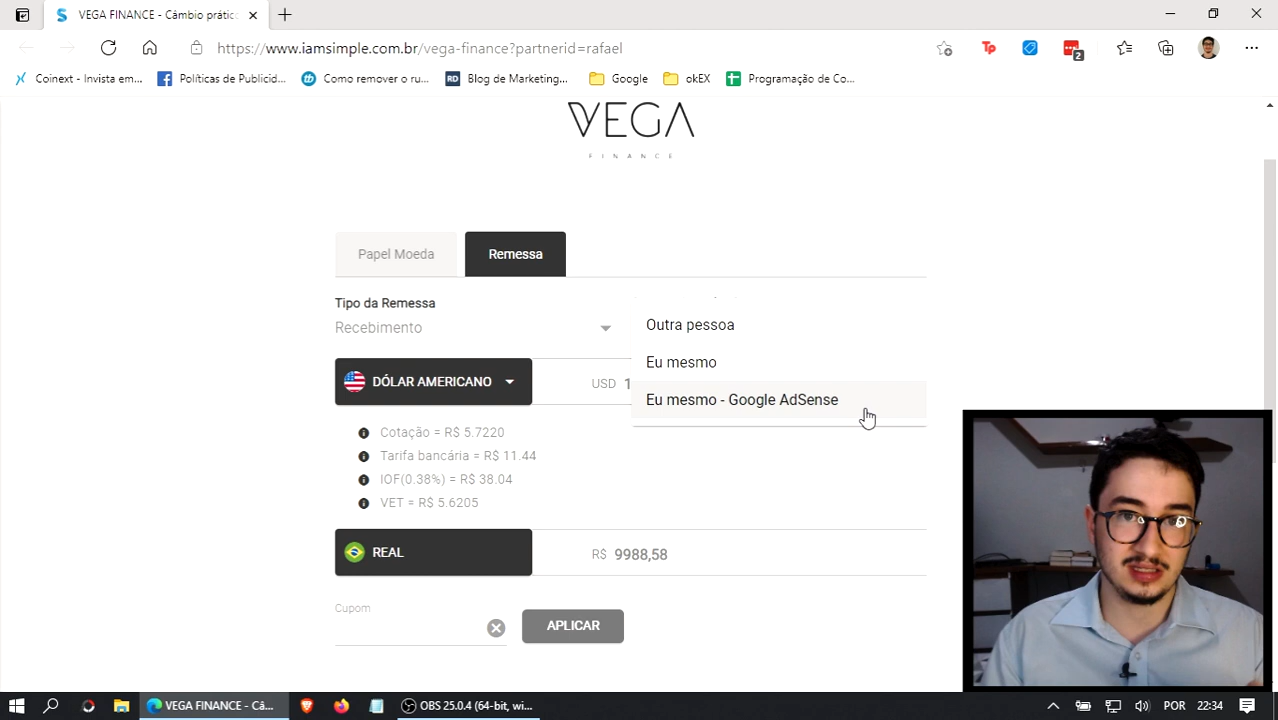 VEGA FINANCE - Câmbio prátic
https://www.iamsimple.com.br/vega-finance?partnerid=rafael
2
Coinext - Invista em...
Políticas de Publicid...
Como remover o ru...
RD
Blog de Marketing...
Google
okEX
Programação de Co...
VEGA
FINANCE
Papel Moeda
Remessa
Tipo da Remessa
Recebimento
Outra pessoa
Eu mesmo
Eu mesmo - Google AdSense
DÓLAR AMERICANO
USD 1
Cotação = R$ 5.7220
Tarifa bancária = R$ 11.44
IOF(0.38%) = R$ 38.04
VET = R$ 5.6205
REAL
R$ 9988,58
Cupom
APLICAR
VEGA FINANCE - Câ...
OBS 25.0.4 (64-bit, wi...
POR
22:34